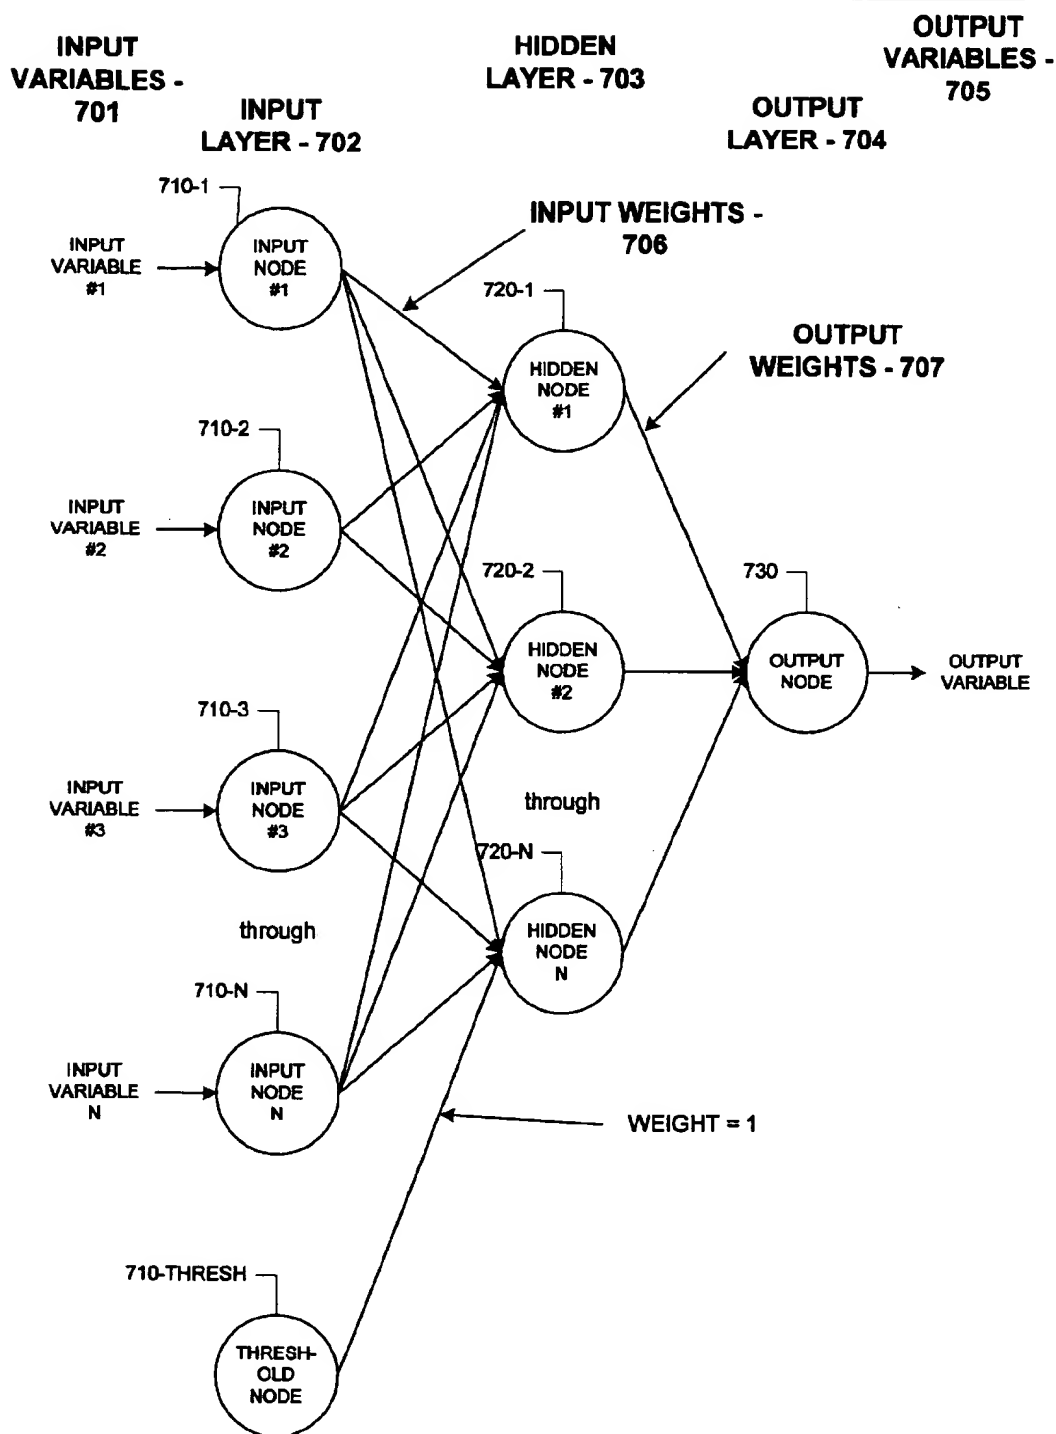 INPUT
VARIABLES -
701
INPUT
LAYER - 702
HIDDEN
LAYER - 703
OUTPUT
LAYER - 704
OUTPUT
VARIABLES -
705
710-1
INPUT
VARIABLE
#1
INPUT
NODE
#1
INPUT WEIGHTS -
706
720-1
HIDDEN
NODE
#1
OUTPUT
WEIGHTS - 707
710-2
INPUT
VARIABLE
#2
INPUT
NODE
#2
720-2
HIDDEN
NODE
#2
730
OUTPUT
NODE
OUTPUT
VARIABLE
710-3
INPUT
VARIABLE
#3
INPUT
NODE
#3
through
720-N
HIDDEN
NODE
N
through
710-N
INPUT
VARIABLE
N
INPUT
NODE
N
WEIGHT = 1
710-THRESH
THRESH-
OLD
NODE